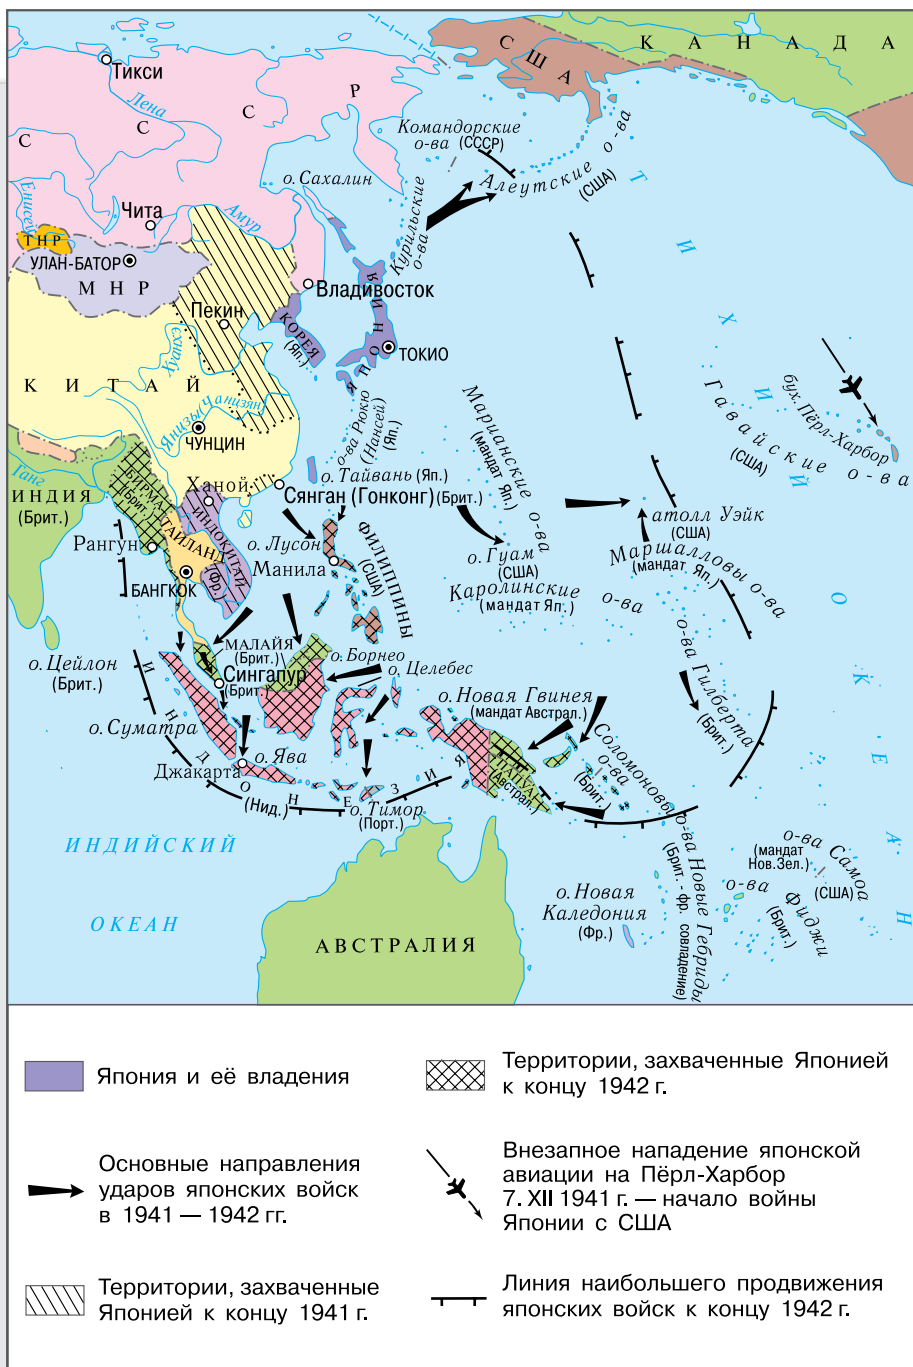 США
КАНАДА
Тикси
Лена
СССР
Командорские
о-ва (СССР)
Алеутские о-ва
(США)
о. Сахалин
Курильские
о-ва
Енисей
Чита
Амур
ТНР
УЛАН-БАТОР
МНР
Владивосток
Пекин
КОРЕЯ
(Яп.)
ЯПОНИЯ
ТОКИО
Хуанхэ
КИТАЙ
Янцзы (Чанцзян)
ЧУНЦИН
о-ва Рюкю
(Нансей)
(Яп.)
Марианские о-ва
(мандат Яп.)
ТИХИЙ ОКЕАН
Гавайские о-ва
(США)
бух. Пёрл-Харбор
Ганг
ИНДИЯ
(Брит.)
БИРМА
(Брит.)
Ханой
о. Тайвань (Яп.)
Сянган (Гонконг) (Брит.)
атолл Уэйк
(США)
Рангун
ТАИЛАНД
ИНДОКИТАЙ
(Фр.)
о. Лусон
Манила
ФИЛИППИНЫ
(США)
о. Гуам
(США)
Маршалловы о-ва
(мандат Яп.)
Каролинские о-ва
(мандат Яп.)
БАНГКОК
МАЛАЙЯ
(Брит.)
Сингапур
(Брит.)
о. Борнео
о. Целебес
о. Цейлон
(Брит.)
о-ва Гилберта
(Брит.)
о. Суматра
о. Новая Гвинея
(мандат Австрал.)
ПАПУА
(Австрал.)
Соломоновы о-ва
(Брит.)
Джакарта
о. Ява
ИНДОНЕЗИЯ
(Нид.)
о. Тимор
(Порт.)
ИНДИЙСКИЙ
ОКЕАН
АВСТРАЛИЯ
о. Новая
Каледония
(Фр.)
о-ва Новые Гебриды
(Брит.- фр. совладение)
о-ва Самоа
(мандат
Нов.Зел.)
(США)
о-ва Фиджи
(Брит.)
Япония и её владения
Основные направления
ударов японских войск
в 1941 — 1942 гг.
Территории, захваченные
Японией к концу 1941 г.
Территории, захваченные Японией
к концу 1942 г.
Внезапное нападение японской
авиации на Пёрл-Харбор
7. XII 1941 г. — начало войны
Японии с США
Линия наибольшего продвижения
японских войск к концу 1942 г.